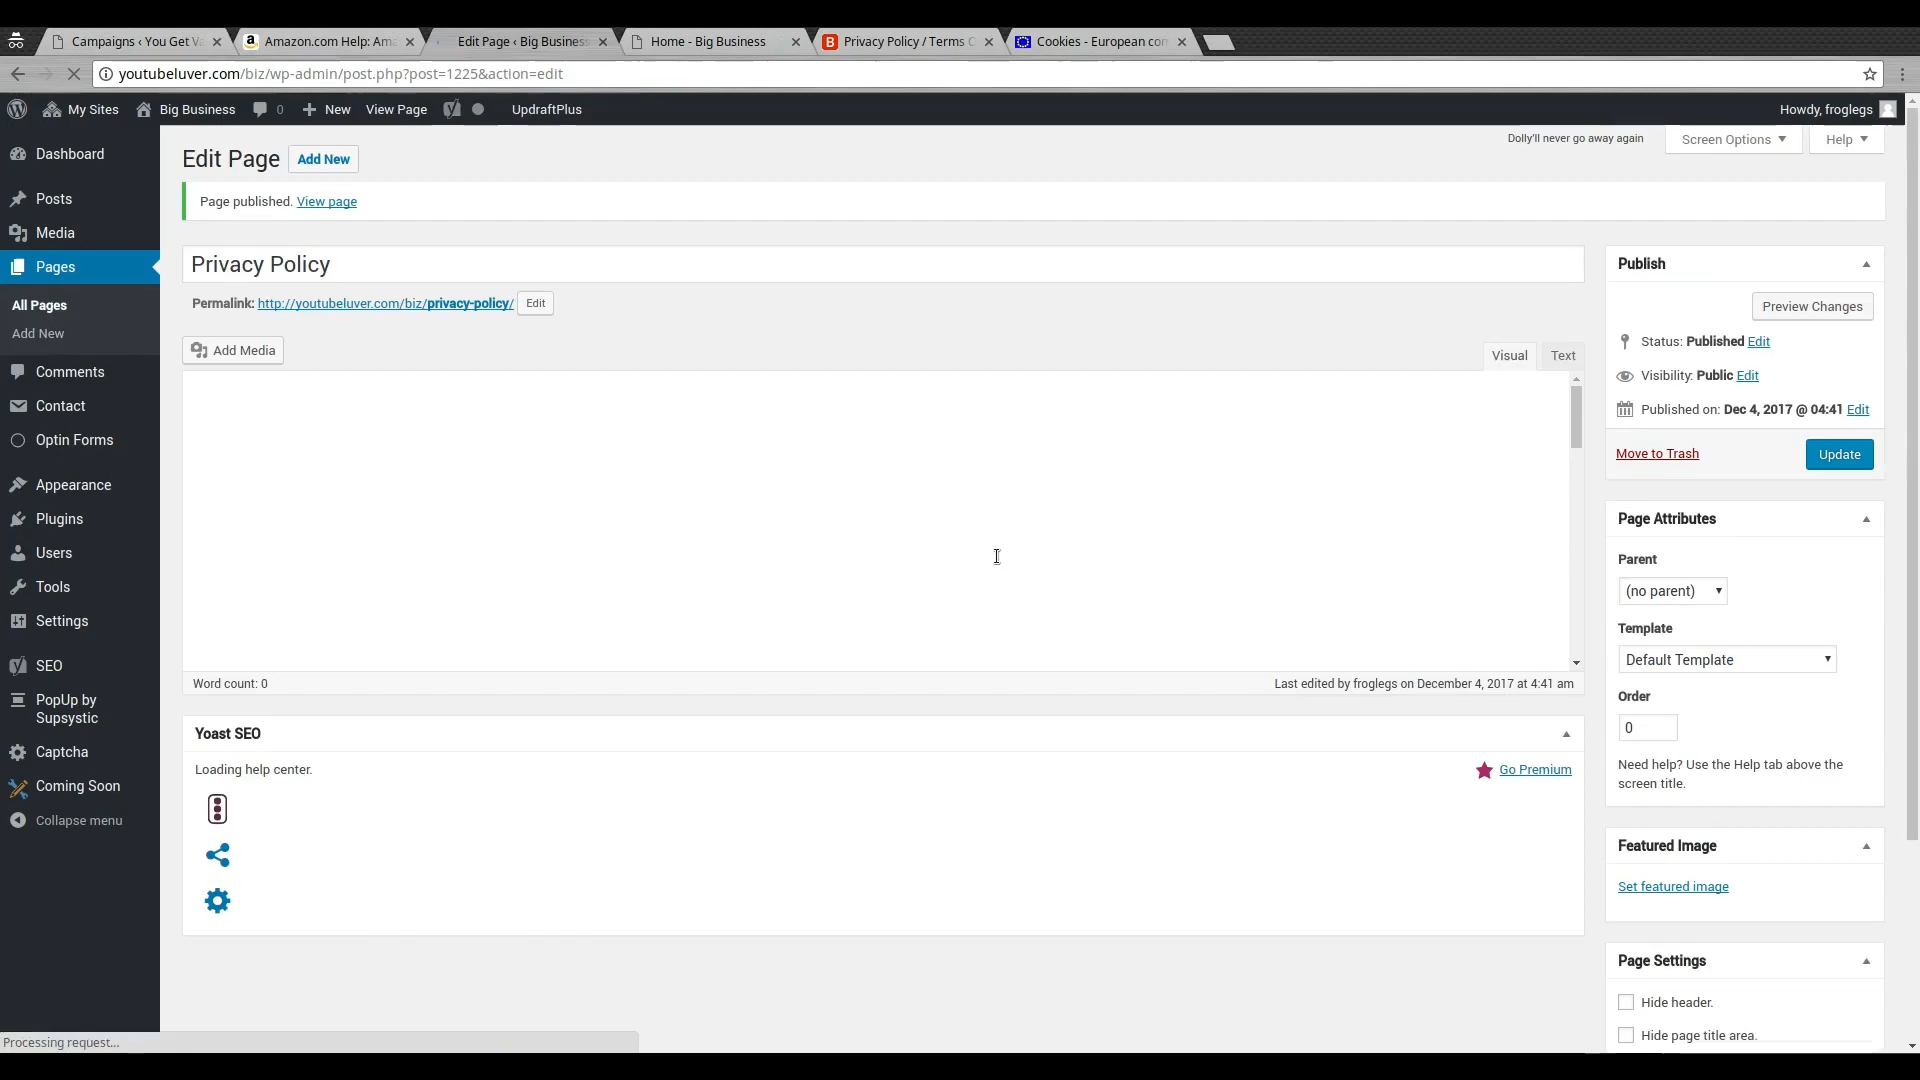 Campaigns ‹ You Get Va
Amazon.com Help: Ama
Edit Page ‹ Big Business
Home - Big Business
Privacy Policy / Terms C
Cookies - European com
youtubeluver.com/biz/wp-admin/post.php?post=1225&action=edit
My Sites
Big Business
0
New
View Page
UpdraftPlus
Howdy, froglegs
Dashboard
Posts
Media
Pages
All Pages
Add New
Comments
Contact
Optin Forms
Appearance
Plugins
Users
Tools
Settings
SEO
PopUp by
Supsystic
Captcha
Coming Soon
Collapse menu
Dolly'll never go away again
Screen Options
Help
Edit Page
Add New
Page published. View page
Privacy Policy
Permalink: http://youtubeluver.com/biz/privacy-policy/ Edit
Add Media
Visual
Text
Word count: 0
Last edited by froglegs on December 4, 2017 at 4:41 am
Yoast SEO
Loading help center.
Go Premium
Publish
Preview Changes
Status: Published Edit
Visibility: Public Edit
Published on: Dec 4, 2017 @ 04:41 Edit
Move to Trash
Update
Page Attributes
Parent
(no parent)
Template
Default Template
Order
0
Need help? Use the Help tab above the
screen title.
Featured Image
Set featured image
Page Settings
Hide header.
Hide page title area.
Processing request...